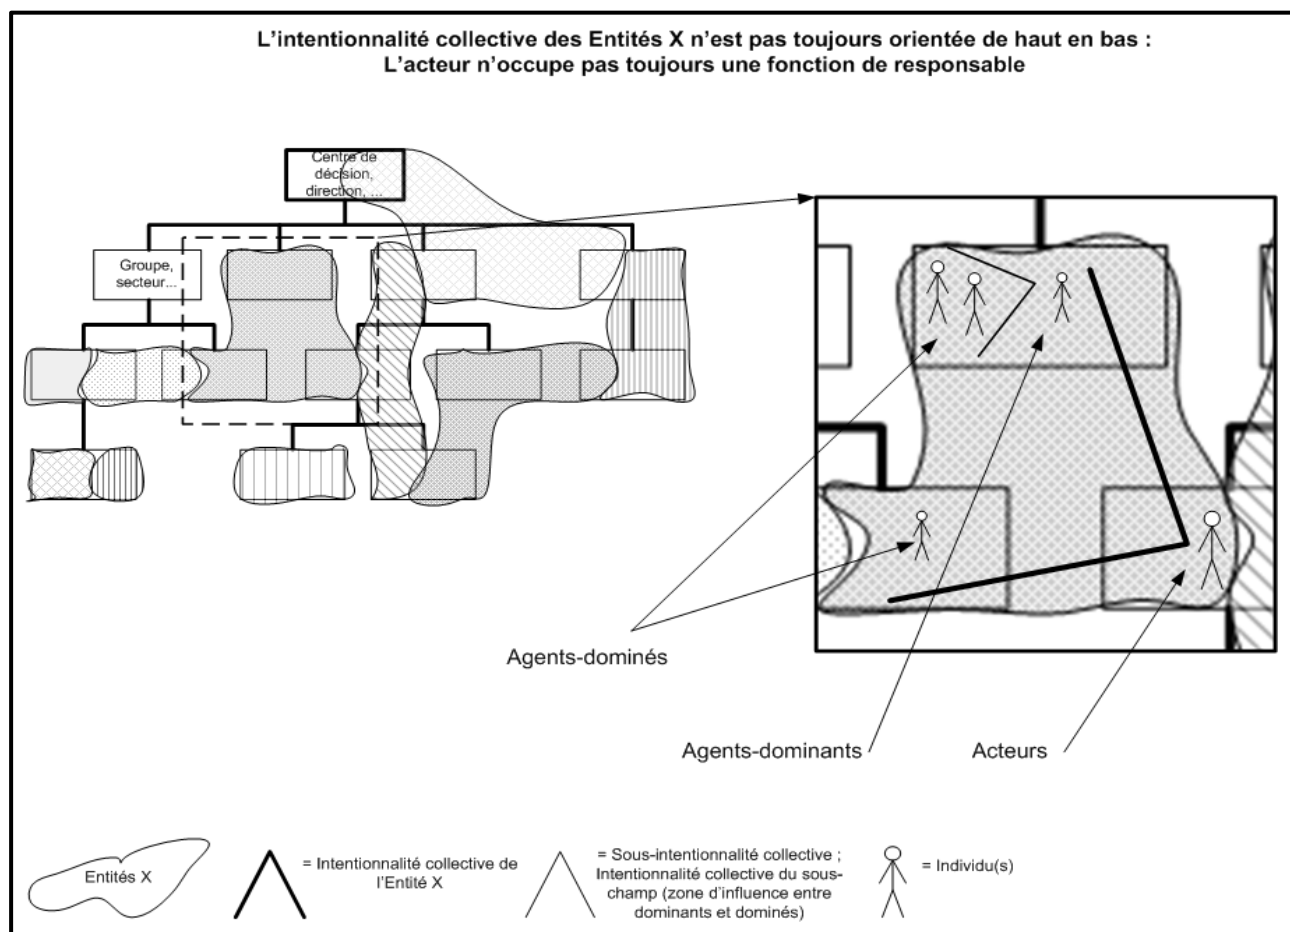 L'intentionnalité collective des Entités X n'est pas toujours orientée de haut en bas :
L'acteur n'occupe pas toujours une fonction de responsable
Centre de
décision,
direction, ...
Groupe,
secteur...
Agents-dominés
Agents-dominants
Acteurs
Entités X
= Intentionnalité collective de
l'Entité X
= Sous-intentionnalité collective ;
Intentionnalité collective du sous-
champ (zone d'influence entre
dominants et dominés)
= Individu(s)